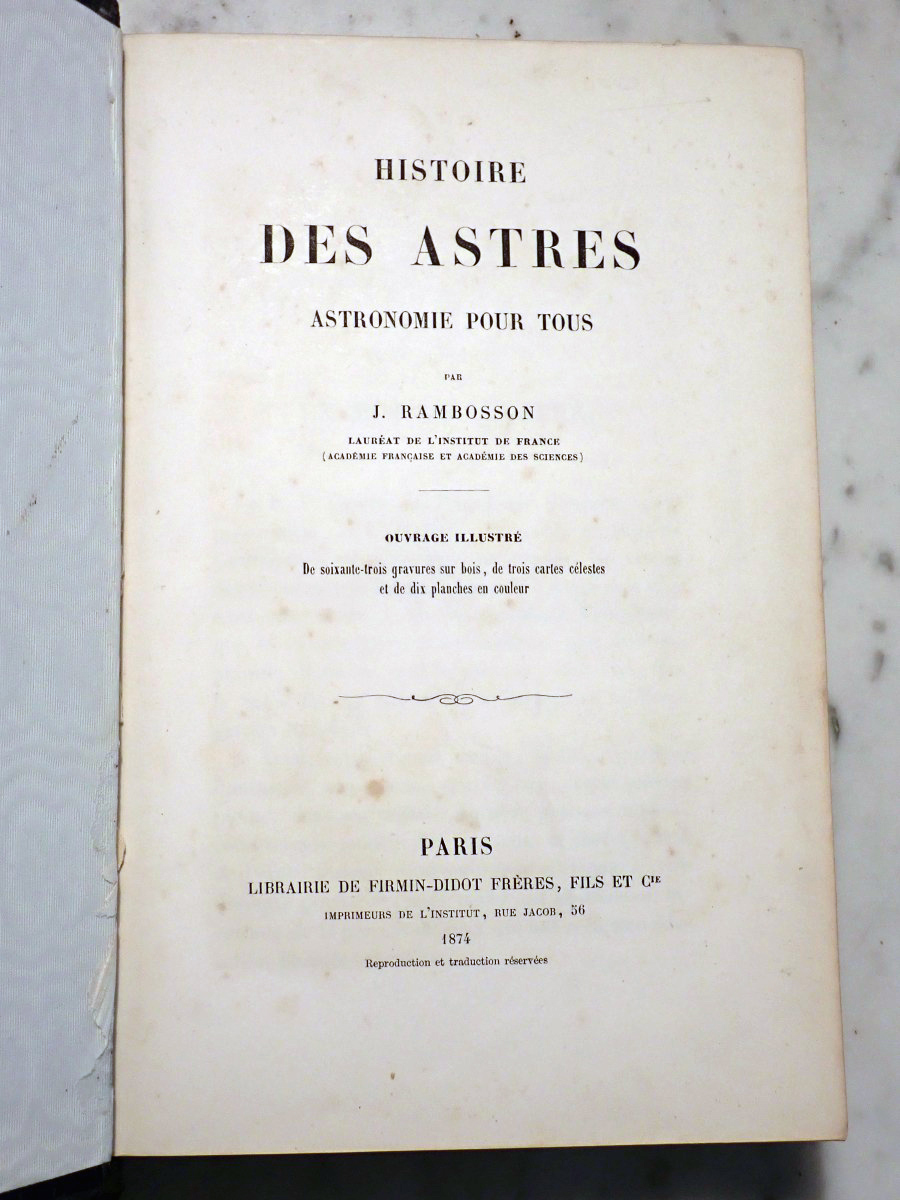 HISTOIRE
DES ASTRES
ASTRONOMIE POUR TOUS
PAR
J. RAMBOSSON
LAURÉAT DE L'INSTITUT DE FRANCE
(ACADÉMIE FRANÇAISE ET ACADÉMIE DES SCIENCES)
OUVRAGE ILLUSTRÉ
De soixante-trois gravures sur bois, de trois cartes célestes
et de dix planches en couleur
PARIS
LIBRAIRIE DE FIRMIN-DIDOT FRÈRES, FILS ET CIE
IMPRIMEURS DE L'INSTITUT, RUE JACOB, 56
1874
Reproduction et traduction réservées